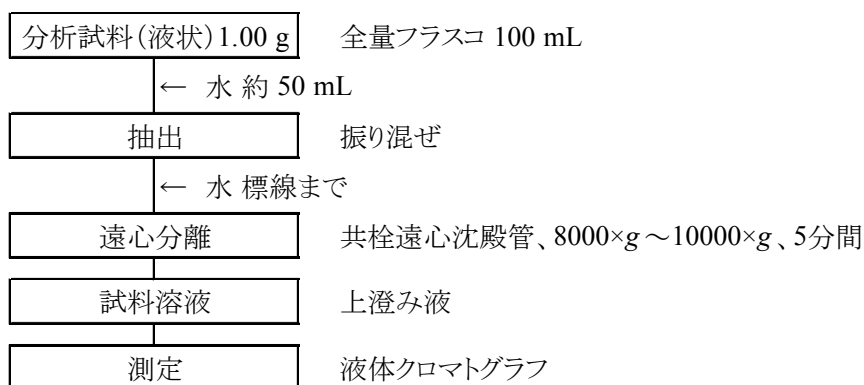 分析試料(液状)1.00 g 全量フラスコ 100 mL
← 水 約 50 mL
抽出 振り混ぜ
← 水 標線まで
遠心分離 共栓遠心沈殿管、8000×g～10000×g、5分間
試料溶液 上澄み液
測定 液体クロマトグラフ